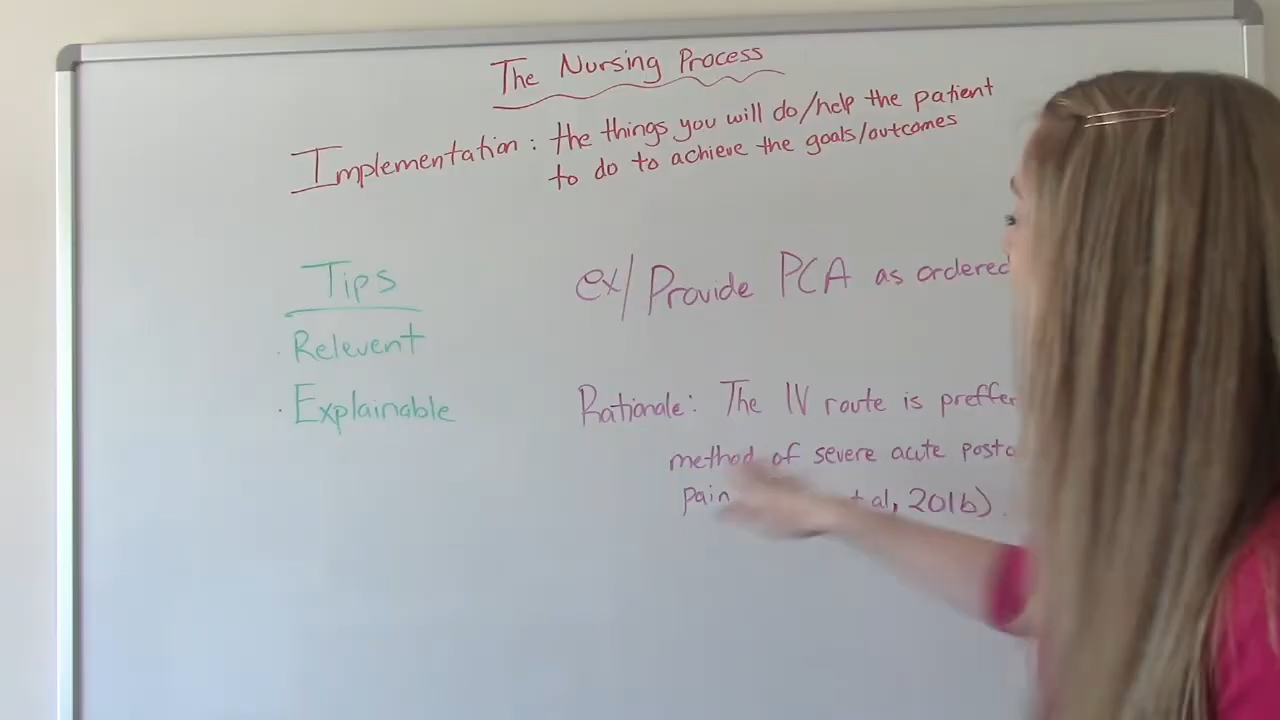 The Nursing Process
Implementation: the things you will do/help the patient
to do to achieve the goals/outcomes
Tips
· Relevent
· Explainable
ex/ Provide PCA as ordered
Rationale: The IV route is
method of severe acute
pain al, 2016).